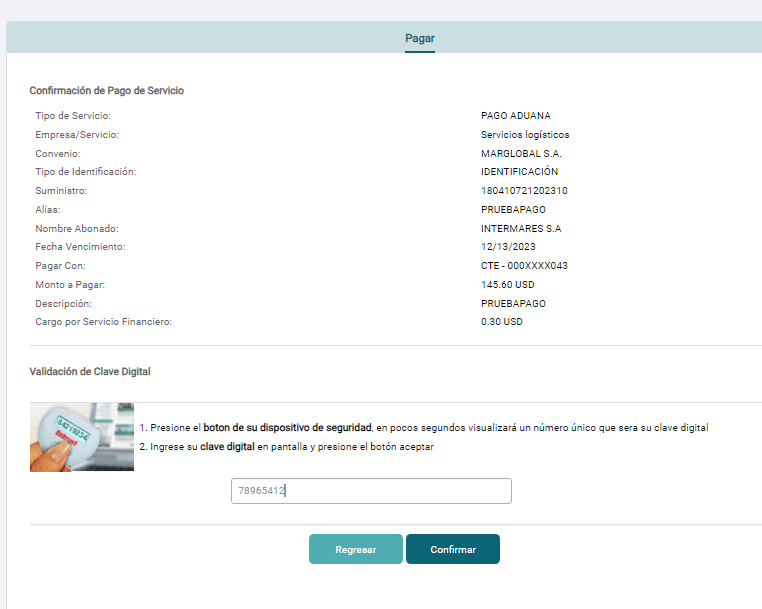 Pagar
Confirmación de Pago de Servicio
Tipo de Servicio: PAGO ADUANA
Empresa/Servicio: Servicios logísticos
Convenio: MARGLOBAL S.A.
Tipo de Identificación: IDENTIFICACIÓN
Suministro: 180410721202310
Alias: PRUEBAPAGO
Nombre Abonado: INTERMARES S.A
Fecha Vencimiento: 12/13/2023
Pagar Con: CTE - 000XXXX043
Monto a Pagar: 145.60 USD
Descripción: PRUEBAPAGO
Cargo por Servicio Financiero: 0.30 USD
Validación de Clave Digital
1. Presione el boton de su dispositivo de seguridad, en pocos segundos visualizará un número único que sera su clave digital
2. Ingrese su clave digital en pantalla y presione el botón aceptar
78965412
Regresar Confirmar